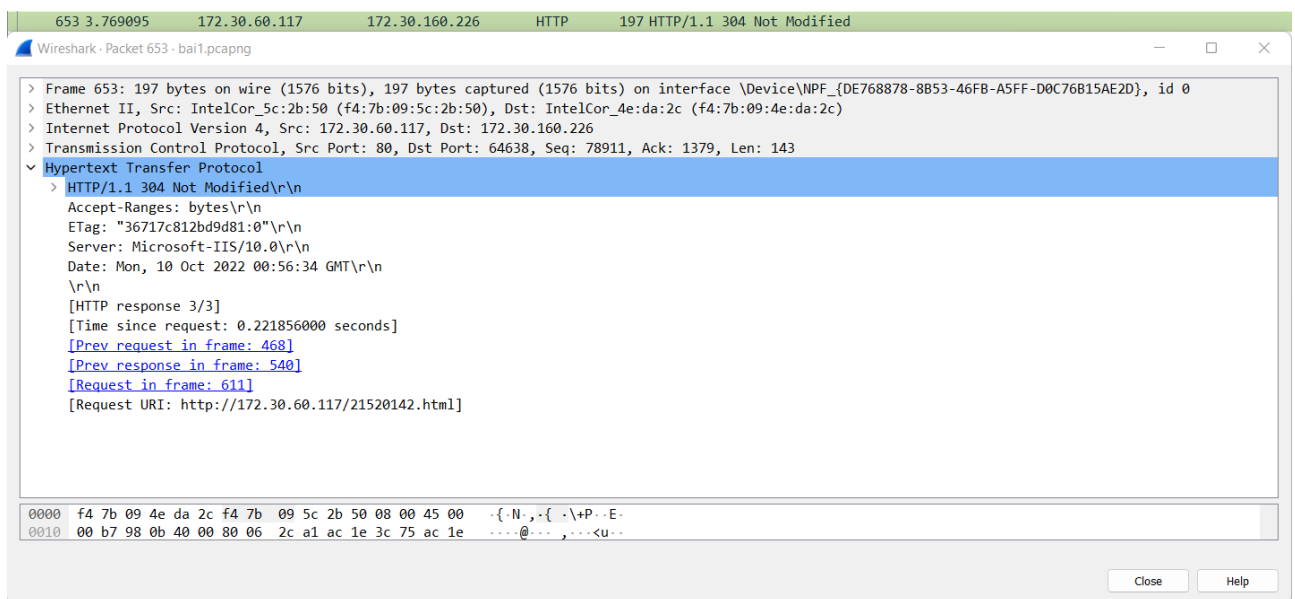 653 3.769095 172.30.60.117 172.30.160.226 HTTP 197 HTTP/1.1 304 Not Modified
Wireshark · Packet 653 · bai1.pcapng
> Frame 653: 197 bytes on wire (1576 bits), 197 bytes captured (1576 bits) on interface \Device\NPF_{DE768878-8B53-46FB-A5FF-D0C76B15AE2D}, id 0
> Ethernet II, Src: IntelCor_5c:2b:50 (f4:7b:09:5c:2b:50), Dst: IntelCor_4e:da:2c (f4:7b:09:4e:da:2c)
> Internet Protocol Version 4, Src: 172.30.60.117, Dst: 172.30.160.226
> Transmission Control Protocol, Src Port: 80, Dst Port: 64638, Seq: 78911, Ack: 1379, Len: 143
Hypertext Transfer Protocol
> HTTP/1.1 304 Not Modified\r\n
Accept-Ranges: bytes\r\n
ETag: "36717c812bd9d81:0"\r\n
Server: Microsoft-IIS/10.0\r\n
Date: Mon, 10 Oct 2022 00:56:34 GMT\r\n
\r\n
[HTTP response 3/3]
[Time since request: 0.221856000 seconds]
[Prev request in frame: 468]
[Prev response in frame: 540]
[Request in frame: 611]
[Request URI: http://172.30.60.117/21520142.html]
0000 f4 7b 09 4e da 2c f4 7b 09 5c 2b 50 08 00 45 00 ·{·N·,·{ ·\+P··E·
0010 00 b7 98 0b 40 00 80 06 2c a1 ac 1e 3c 75 ac 1e ····@··· ,···<u··
Close Help